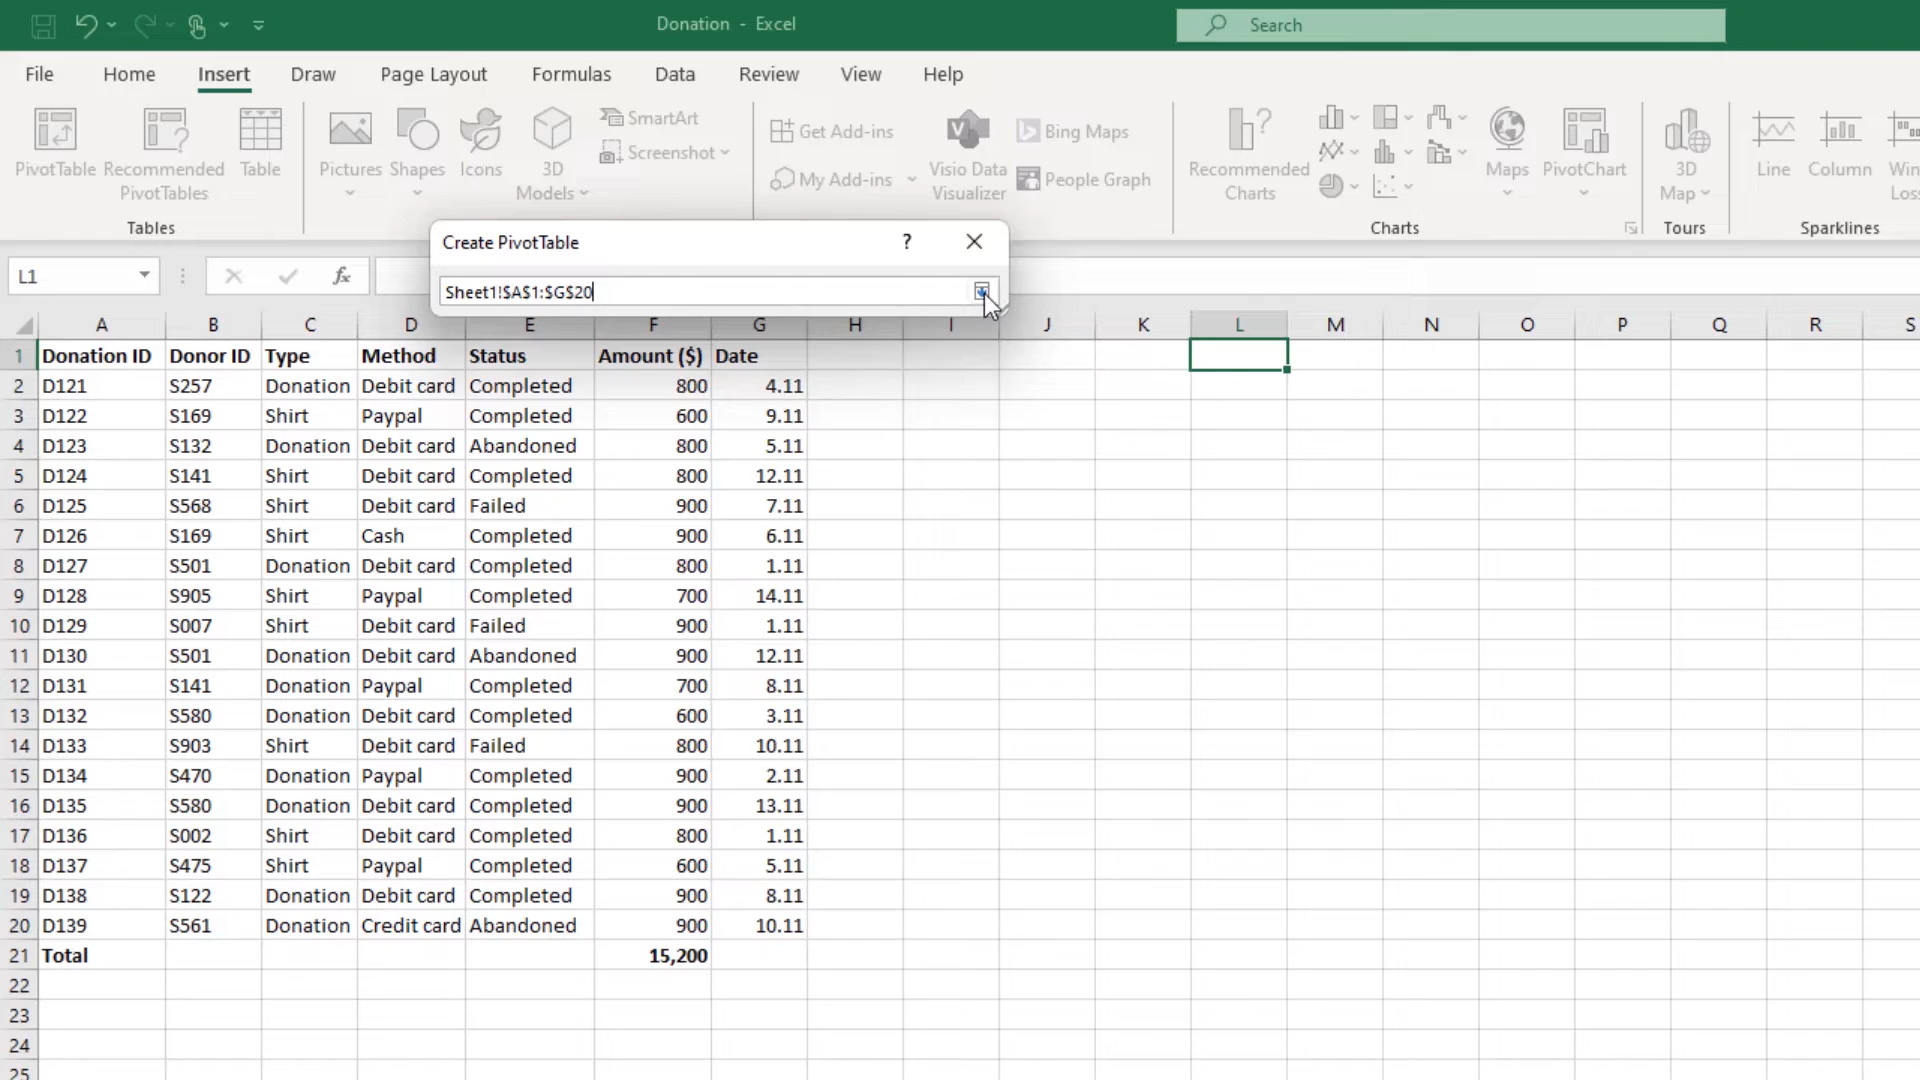 Donation - Excel
Search
File Home Insert Draw Page Layout Formulas Data Review View Help
PivotTable
Recommended PivotTables
Table
Tables
Pictures
Shapes
Icons
3D Models
SmartArt
Screenshot
Get Add-ins
My Add-ins
Visio Data Visualizer
Bing Maps
People Graph
Recommended Charts
Maps
PivotChart
Charts
3D Map
Tours
Line
Column
Win
Loss
Sparklines
Create PivotTable ?
Sheet1!$A$1:$G$20
L1
fx
A B C D E F G H I J K L M N O P Q R S
1 Donation ID Donor ID Type Method Status Amount ($) Date
2 D121 S257 Donation Debit card Completed 800 4.11
3 D122 S169 Shirt Paypal Completed 600 9.11
4 D123 S132 Donation Debit card Abandoned 800 5.11
5 D124 S141 Shirt Debit card Completed 800 12.11
6 D125 S568 Shirt Debit card Failed 900 7.11
7 D126 S169 Shirt Cash Completed 900 6.11
8 D127 S501 Donation Debit card Completed 800 1.11
9 D128 S905 Shirt Paypal Completed 700 14.11
10 D129 S007 Shirt Debit card Failed 900 1.11
11 D130 S501 Donation Debit card Abandoned 900 12.11
12 D131 S141 Donation Paypal Completed 700 8.11
13 D132 S580 Donation Debit card Completed 600 3.11
14 D133 S903 Shirt Debit card Failed 800 10.11
15 D134 S470 Donation Paypal Completed 900 2.11
16 D135 S580 Donation Debit card Completed 900 13.11
17 D136 S002 Shirt Debit card Completed 800 1.11
18 D137 S475 Shirt Paypal Completed 600 5.11
19 D138 S122 Donation Debit card Completed 900 8.11
20 D139 S561 Donation Credit card Abandoned 900 10.11
21 Total 15,200
22
23
24
25